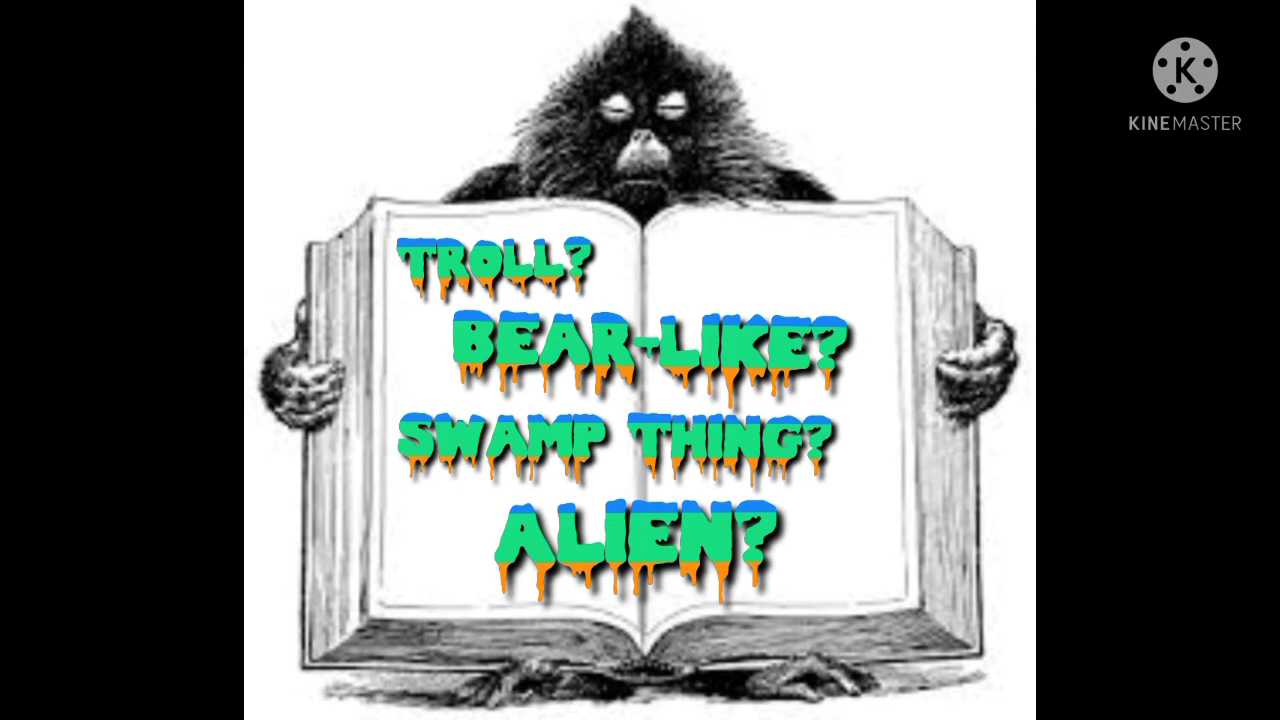 TROLL?
BEAR-LIKE?
SWAMP THING?
ALIEN?
K
KINEMASTER